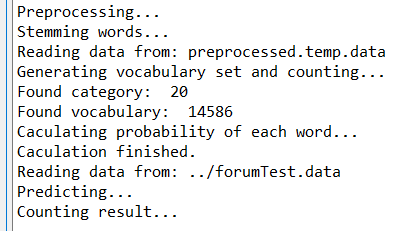 Preprocessing...
Stemming words...
Reading data from: preprocessed.temp.data
Generating vocabulary set and counting...
Found category:  20
Found vocabulary:  14586
Caculating probability of each word...
Caculation finished.
Reading data from: ../forumTest.data
Predicting...
Counting result...